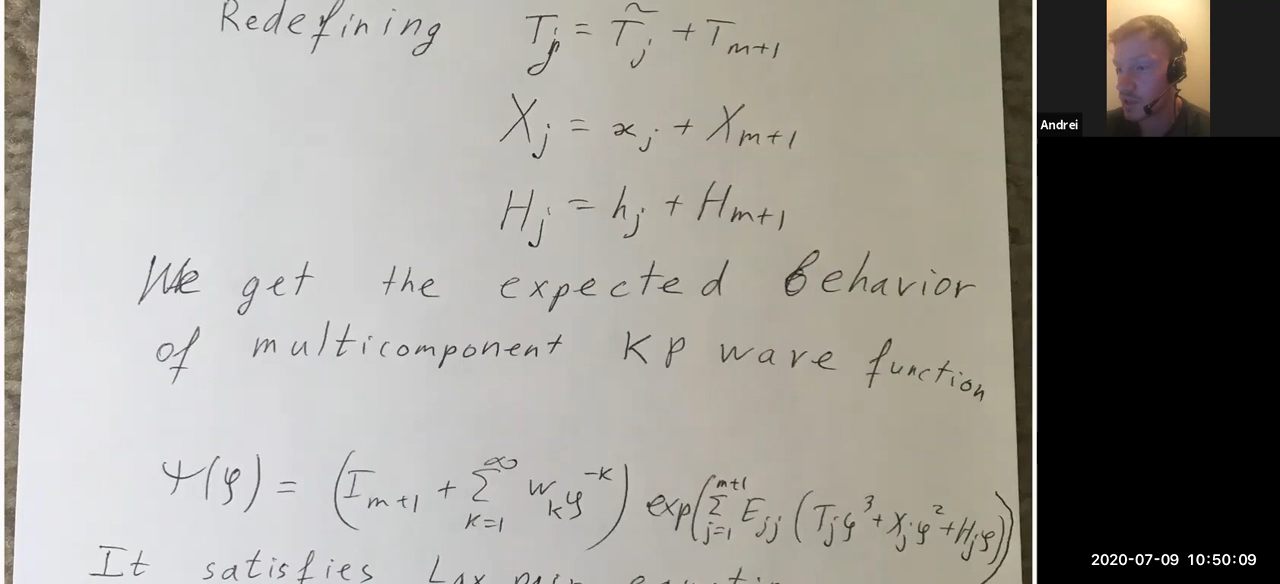 Redefining T_j = T̃_j + T_{m+1}
X_j = x_j + X_{m+1}
H_j = h_j + H_{m+1}
We get the expected behavior
of multicomponent KP wave function
Ψ(φ) = (I_{m+1} + ∑_{K=1}^{∞} w_K φ^{-K}) exp(∑_{j=1}^{m+1} E_{jj} (T_j φ^3 + X_j φ^2 + H_j φ))
It satisfies Lax pair
Andrei
2020-07-09 10:50:09